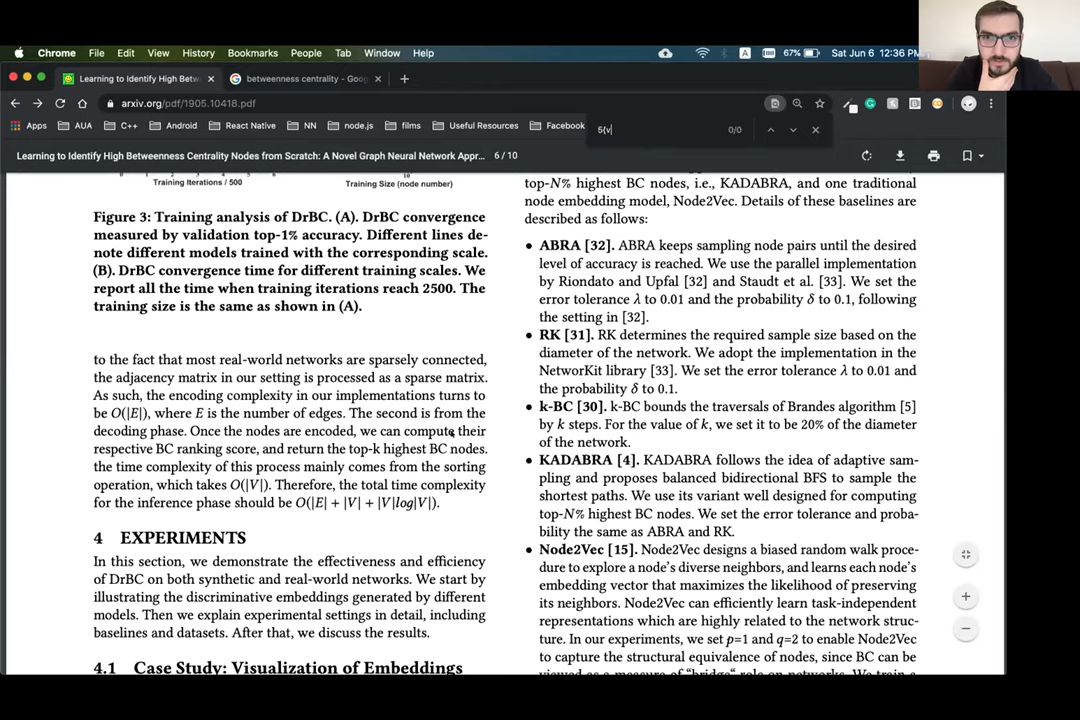 Chrome File Edit View History Bookmarks People Tab Window Help
A 67% Sat Jun 6 12:36 PM
Learning to Identify High Betw
betweenness centrality - Goo
arxiv.org/pdf/1905.10418.pdf
Apps AUA C++ Android React Native NN node.js films Useful Resources Facebook
5{v 0/0
Learning to Identify High Betweenness Centrality Nodes from Scratch: A Novel Graph Neural Network Appr... 6 / 10
Training Iterations / 500
Training Size (node number)
Figure 3: Training analysis of DrBC. (A). DrBC convergence
measured by validation top-1% accuracy. Different lines de-
note different models trained with the corresponding scale.
(B). DrBC convergence time for different training scales. We
report all the time when training iterations reach 2500. The
training size is the same as shown in (A).
to the fact that most real-world networks are sparsely connected,
the adjacency matrix in our setting is processed as a sparse matrix.
As such, the encoding complexity in our implementations turns to
be O(|E|), where E is the number of edges. The second is from the
decoding phase. Once the nodes are encoded, we can compute their
respective BC ranking score, and return the top-k highest BC nodes.
the time complexity of this process mainly comes from the sorting
operation, which takes O(|V|). Therefore, the total time complexity
for the inference phase should be O(|E| + |V| + |V|log|V|).
4 EXPERIMENTS
In this section, we demonstrate the effectiveness and efficiency
of DrBC on both synthetic and real-world networks. We start by
illustrating the discriminative embeddings generated by different
models. Then we explain experimental settings in detail, including
baselines and datasets. After that, we discuss the results.
4.1 Case Study: Visualization of Embeddings
top-N% highest BC nodes, i.e., KADABRA, and one traditional
node embedding model, Node2Vec. Details of these baselines are
described as follows:
• ABRA [32]. ABRA keeps sampling node pairs until the desired
level of accuracy is reached. We use the parallel implementation
by Riondato and Upfal [32] and Staudt et al. [33]. We set the
error tolerance λ to 0.01 and the probability δ to 0.1, following
the setting in [32].
• RK [31]. RK determines the required sample size based on the
diameter of the network. We adopt the implementation in the
NetworKit library [33]. We set the error tolerance λ to 0.01 and
the probability δ to 0.1.
• k-BC [30]. k-BC bounds the traversals of Brandes algorithm [5]
by k steps. For the value of k, we set it to be 20% of the diameter
of the network.
• KADABRA [4]. KADABRA follows the idea of adaptive sam-
pling and proposes balanced bidirectional BFS to sample the
shortest paths. We use its variant well designed for computing
top-N% highest BC nodes. We set the error tolerance and proba-
bility the same as ABRA and RK.
• Node2Vec [15]. Node2Vec designs a biased random walk proce-
dure to explore a node's diverse neighbors, and learns each node's
embedding vector that maximizes the likelihood of preserving
its neighbors. Node2Vec can efficiently learn task-independent
representations which are highly related to the network struc-
ture. In our experiments, we set p=1 and q=2 to enable Node2Vec
to capture the structural equivalence of nodes, since BC can be
viewed as a measure of "bridge" role on networks. We train a